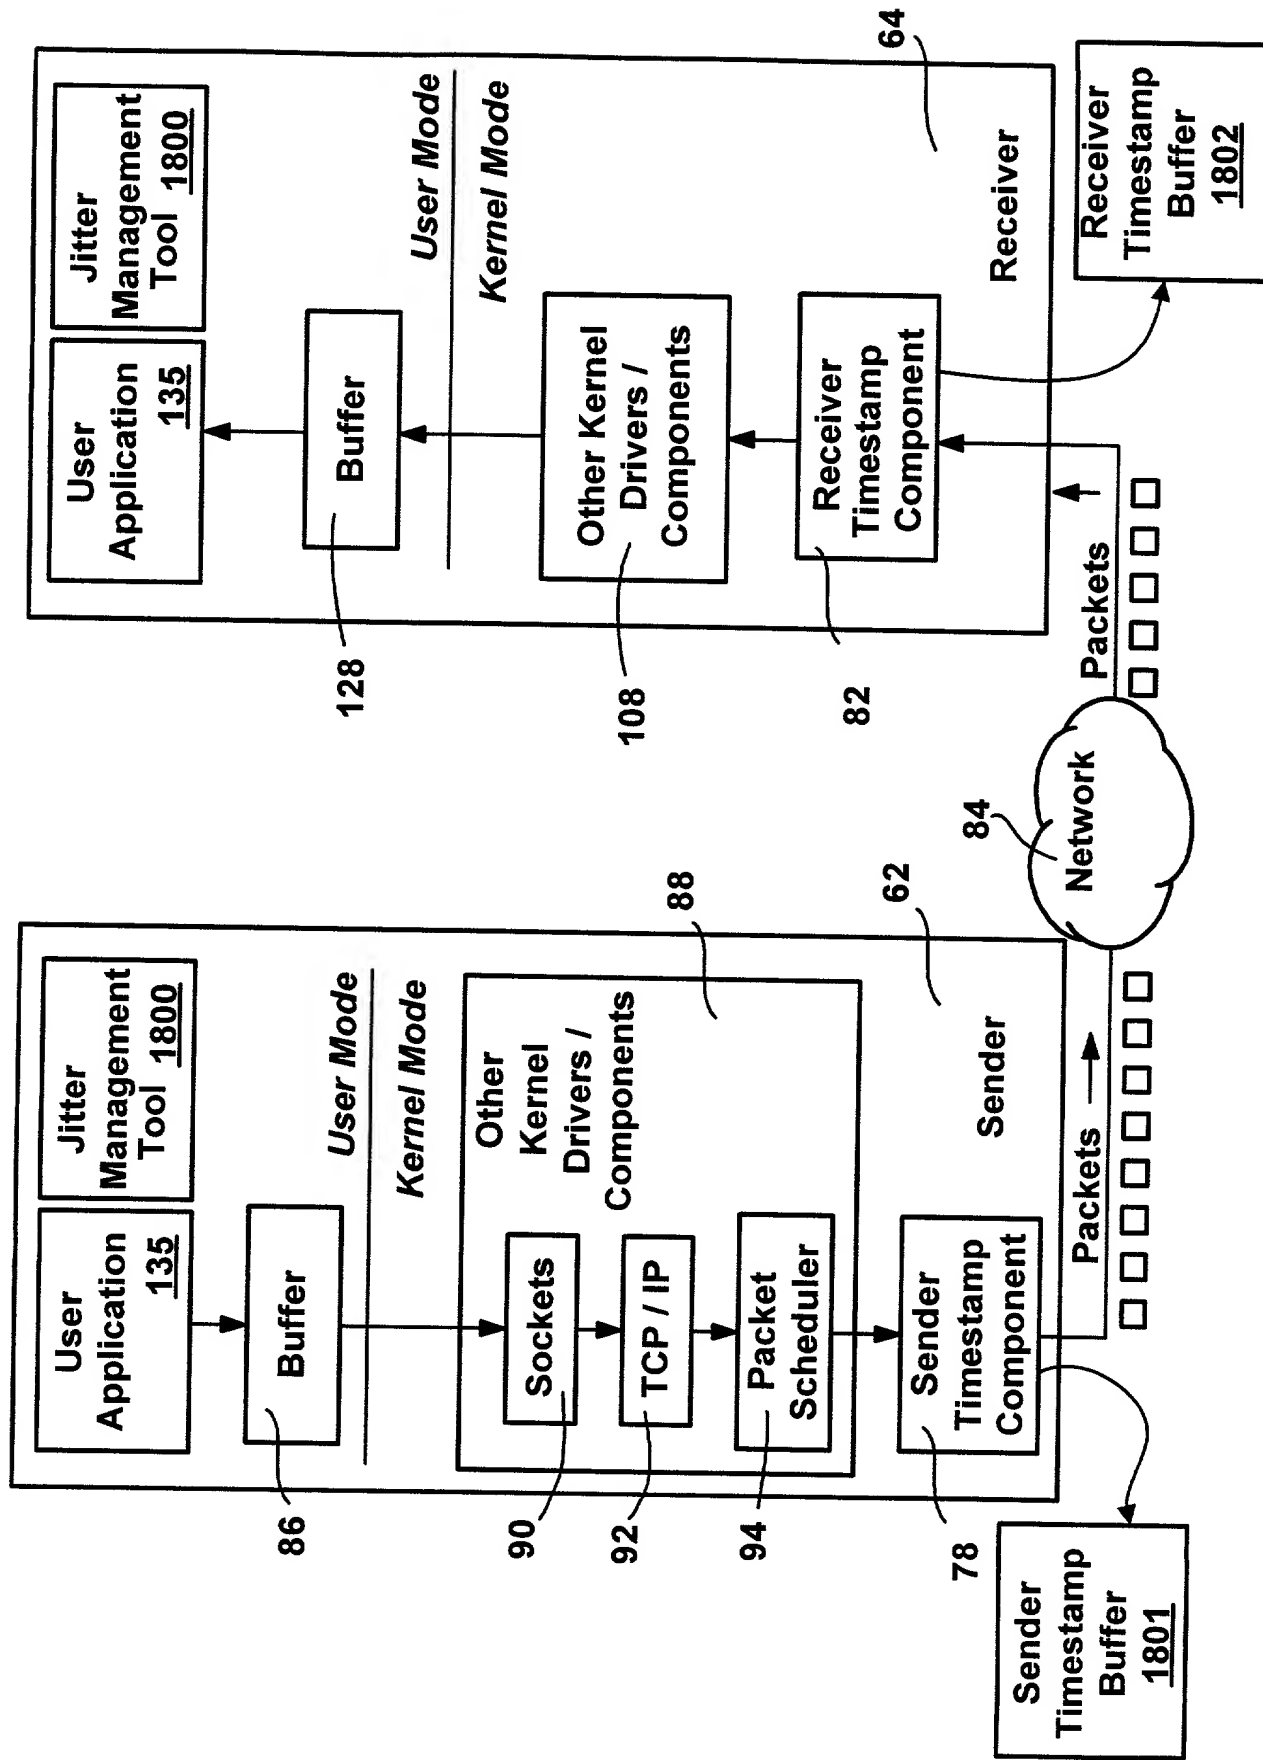 User
Application
135
Jitter
Management
Tool 1800
86
Buffer
User Mode
Kernel Mode
Other
Kernel
Drivers /
Components
88
90
Sockets
92
TCP / IP
94
Packet
Scheduler
62
Sender
78
Sender
Timestamp
Component
Sender
Timestamp
Buffer
1801
Packets
84
Network
Packets
User
Application
135
Jitter
Management
Tool 1800
128
Buffer
User Mode
Kernel Mode
108
Other Kernel
Drivers /
Components
82
Receiver
Timestamp
Component
64
Receiver
Receiver
Timestamp
Buffer
1802